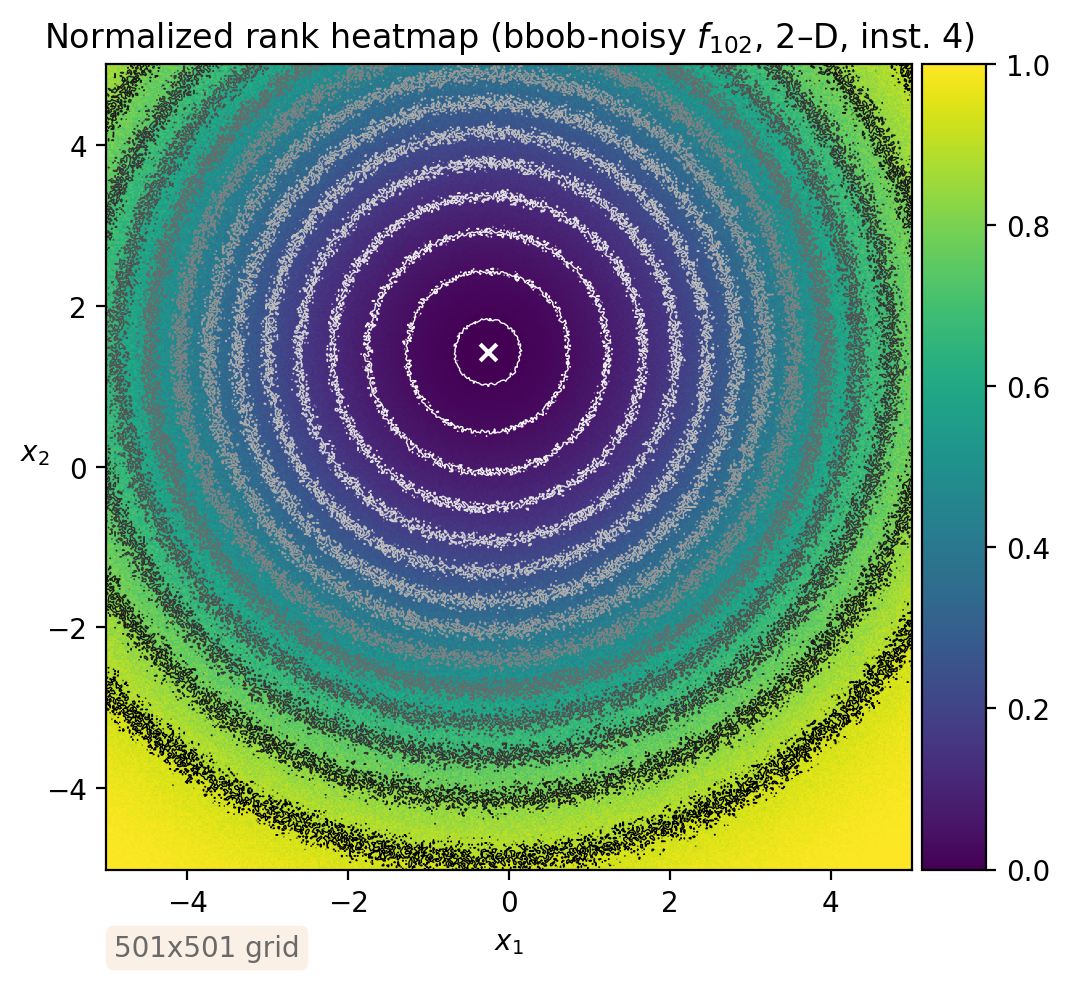 Normalized rank heatmap (bbob-noisy f₁₀₂, 2–D, inst. 4)
1.0
4
0.8
2
0.6
x₂
0
0.4
−2
0.2
−4
0.0
−4 −2 0 2 4
x₁
501x501 grid